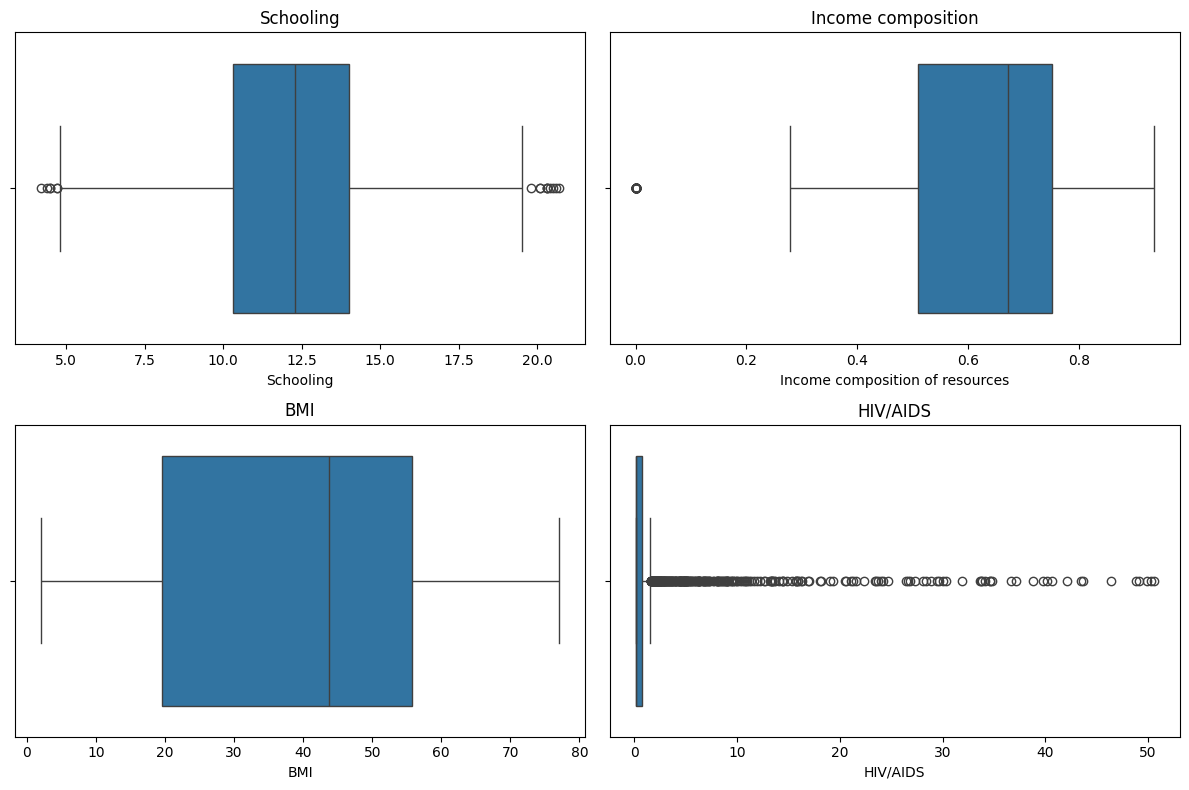 Schooling
5.0 7.5 10.0 12.5 15.0 17.5 20.0
Schooling
Income composition
0.0 0.2 0.4 0.6 0.8
Income composition of resources
BMI
0 10 20 30 40 50 60 70 80
BMI
HIV/AIDS
0 10 20 30 40 50
HIV/AIDS